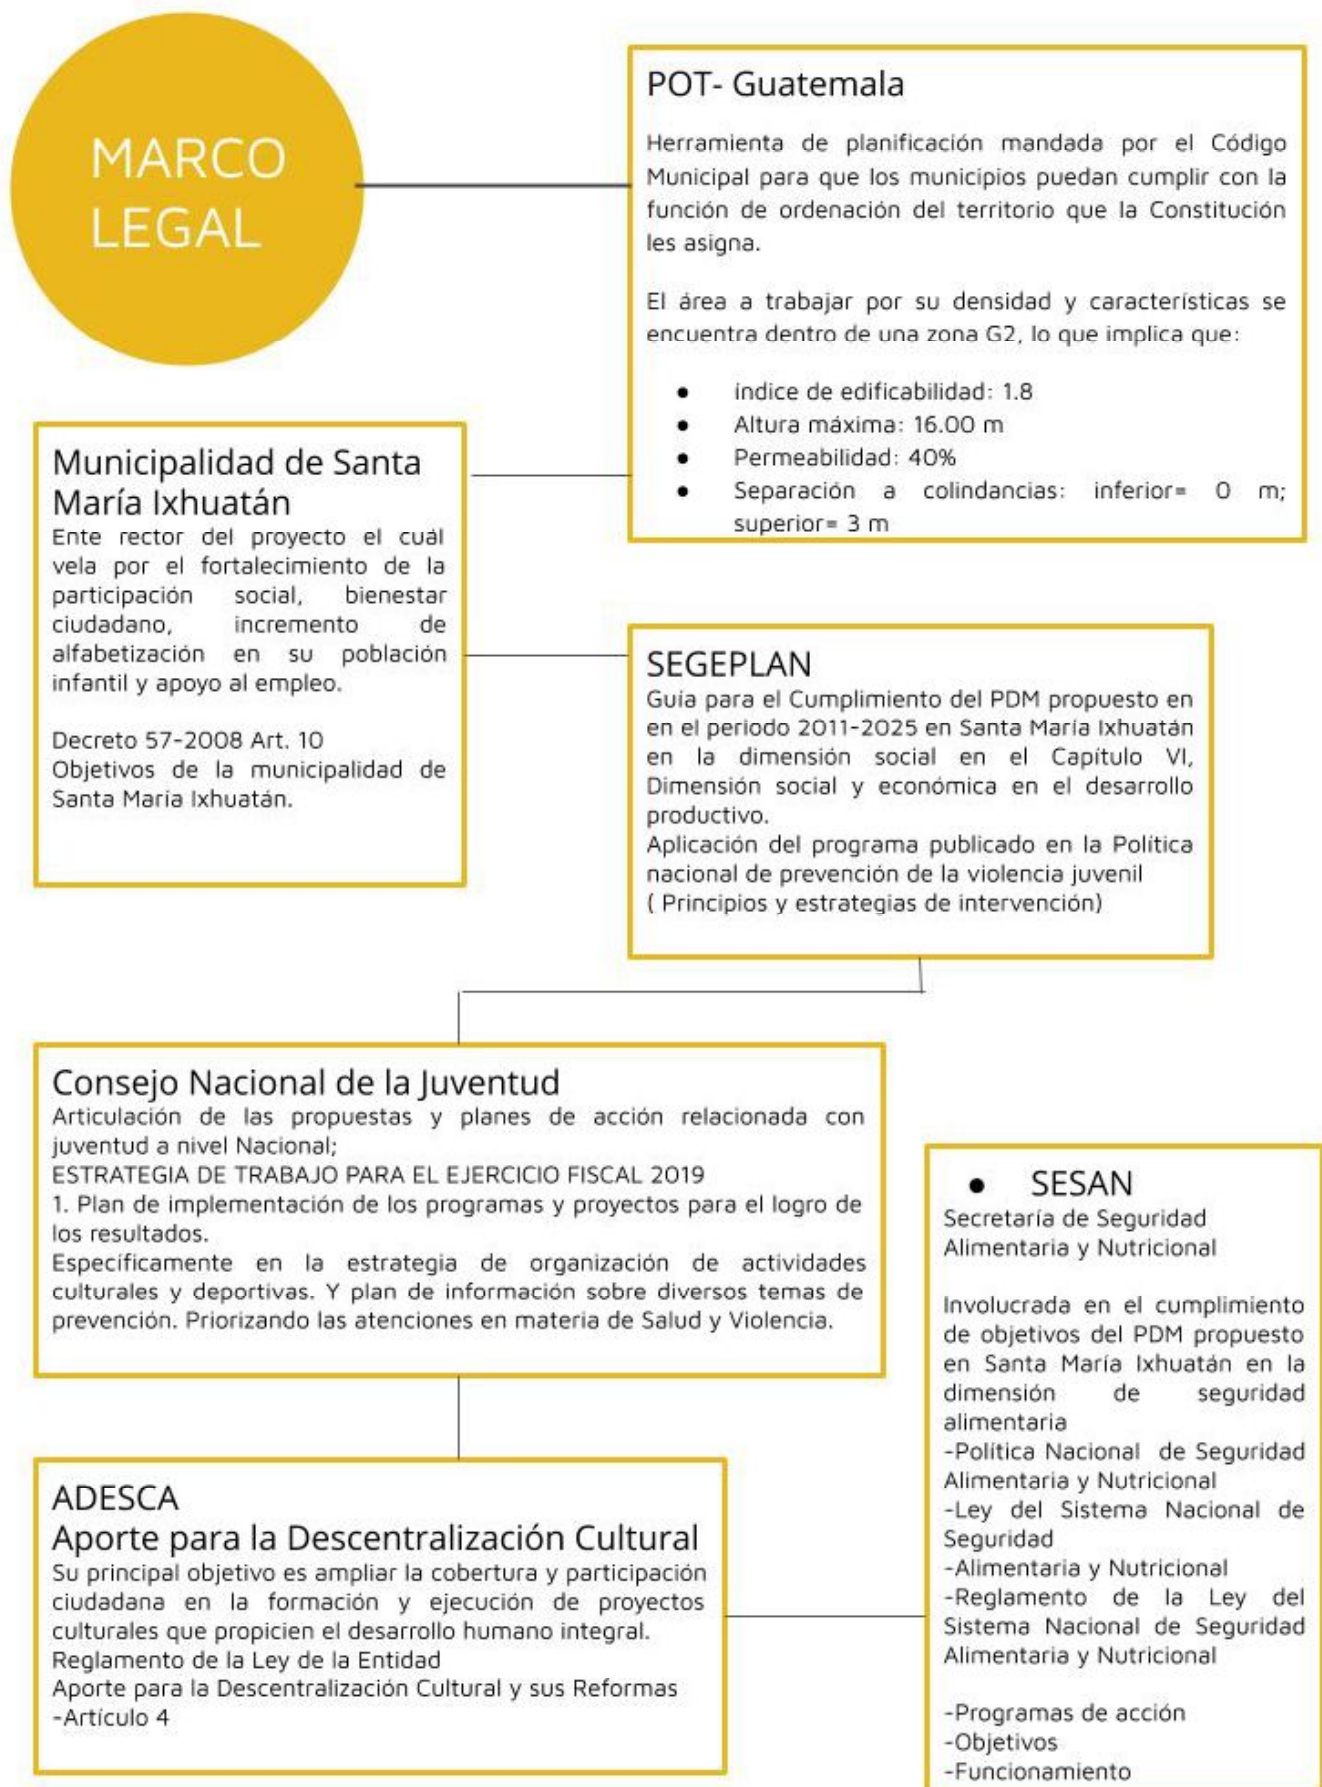 MARCO
LEGAL
POT- Guatemala
Herramienta de planificación mandada por el Código
Municipal para que los municipios puedan cumplir con la
función de ordenación del territorio que la Constitución
les asigna.
El área a trabajar por su densidad y características se
encuentra dentro de una zona G2, lo que implica que:
● índice de edificabilidad: 1.8
● Altura máxima: 16.00 m
● Permeabilidad: 40%
● Separación a colindancias: inferior= 0 m;
superior= 3 m
Municipalidad de Santa
María Ixhuatán
Ente rector del proyecto el cuál
vela por el fortalecimiento de la
participación social, bienestar
ciudadano, incremento de
alfabetización en su población
infantil y apoyo al empleo.
Decreto 57-2008 Art. 10
Objetivos de la municipalidad de
Santa María Ixhuatán.
SEGEPLAN
Guía para el Cumplimiento del PDM propuesto en
en el periodo 2011-2025 en Santa María Ixhuatán
en la dimensión social en el Capítulo VI,
Dimensión social y económica en el desarrollo
productivo.
Aplicación del programa publicado en la Política
nacional de prevención de la violencia juvenil
( Principios y estrategias de intervención)
Consejo Nacional de la Juventud
Articulación de las propuestas y planes de acción relacionada con
juventud a nivel Nacional;
ESTRATEGIA DE TRABAJO PARA EL EJERCICIO FISCAL 2019
1. Plan de implementación de los programas y proyectos para el logro de
los resultados.
Específicamente en la estrategia de organización de actividades
culturales y deportivas. Y plan de información sobre diversos temas de
prevención. Priorizando las atenciones en materia de Salud y Violencia.
ADESCA
Aporte para la Descentralización Cultural
Su principal objetivo es ampliar la cobertura y participación
ciudadana en la formación y ejecución de proyectos
culturales que propicien el desarrollo humano integral.
Reglamento de la Ley de la Entidad
Aporte para la Descentralización Cultural y sus Reformas
-Artículo 4
● SESAN
Secretaría de Seguridad
Alimentaria y Nutricional
Involucrada en el cumplimiento
de objetivos del PDM propuesto
en Santa María Ixhuatán en la
dimensión de seguridad
alimentaria
-Política Nacional de Seguridad
Alimentaria y Nutricional
-Ley del Sistema Nacional de
Seguridad
-Alimentaria y Nutricional
-Reglamento de la Ley del
Sistema Nacional de Seguridad
Alimentaria y Nutricional
-Programas de acción
-Objetivos
-Funcionamiento